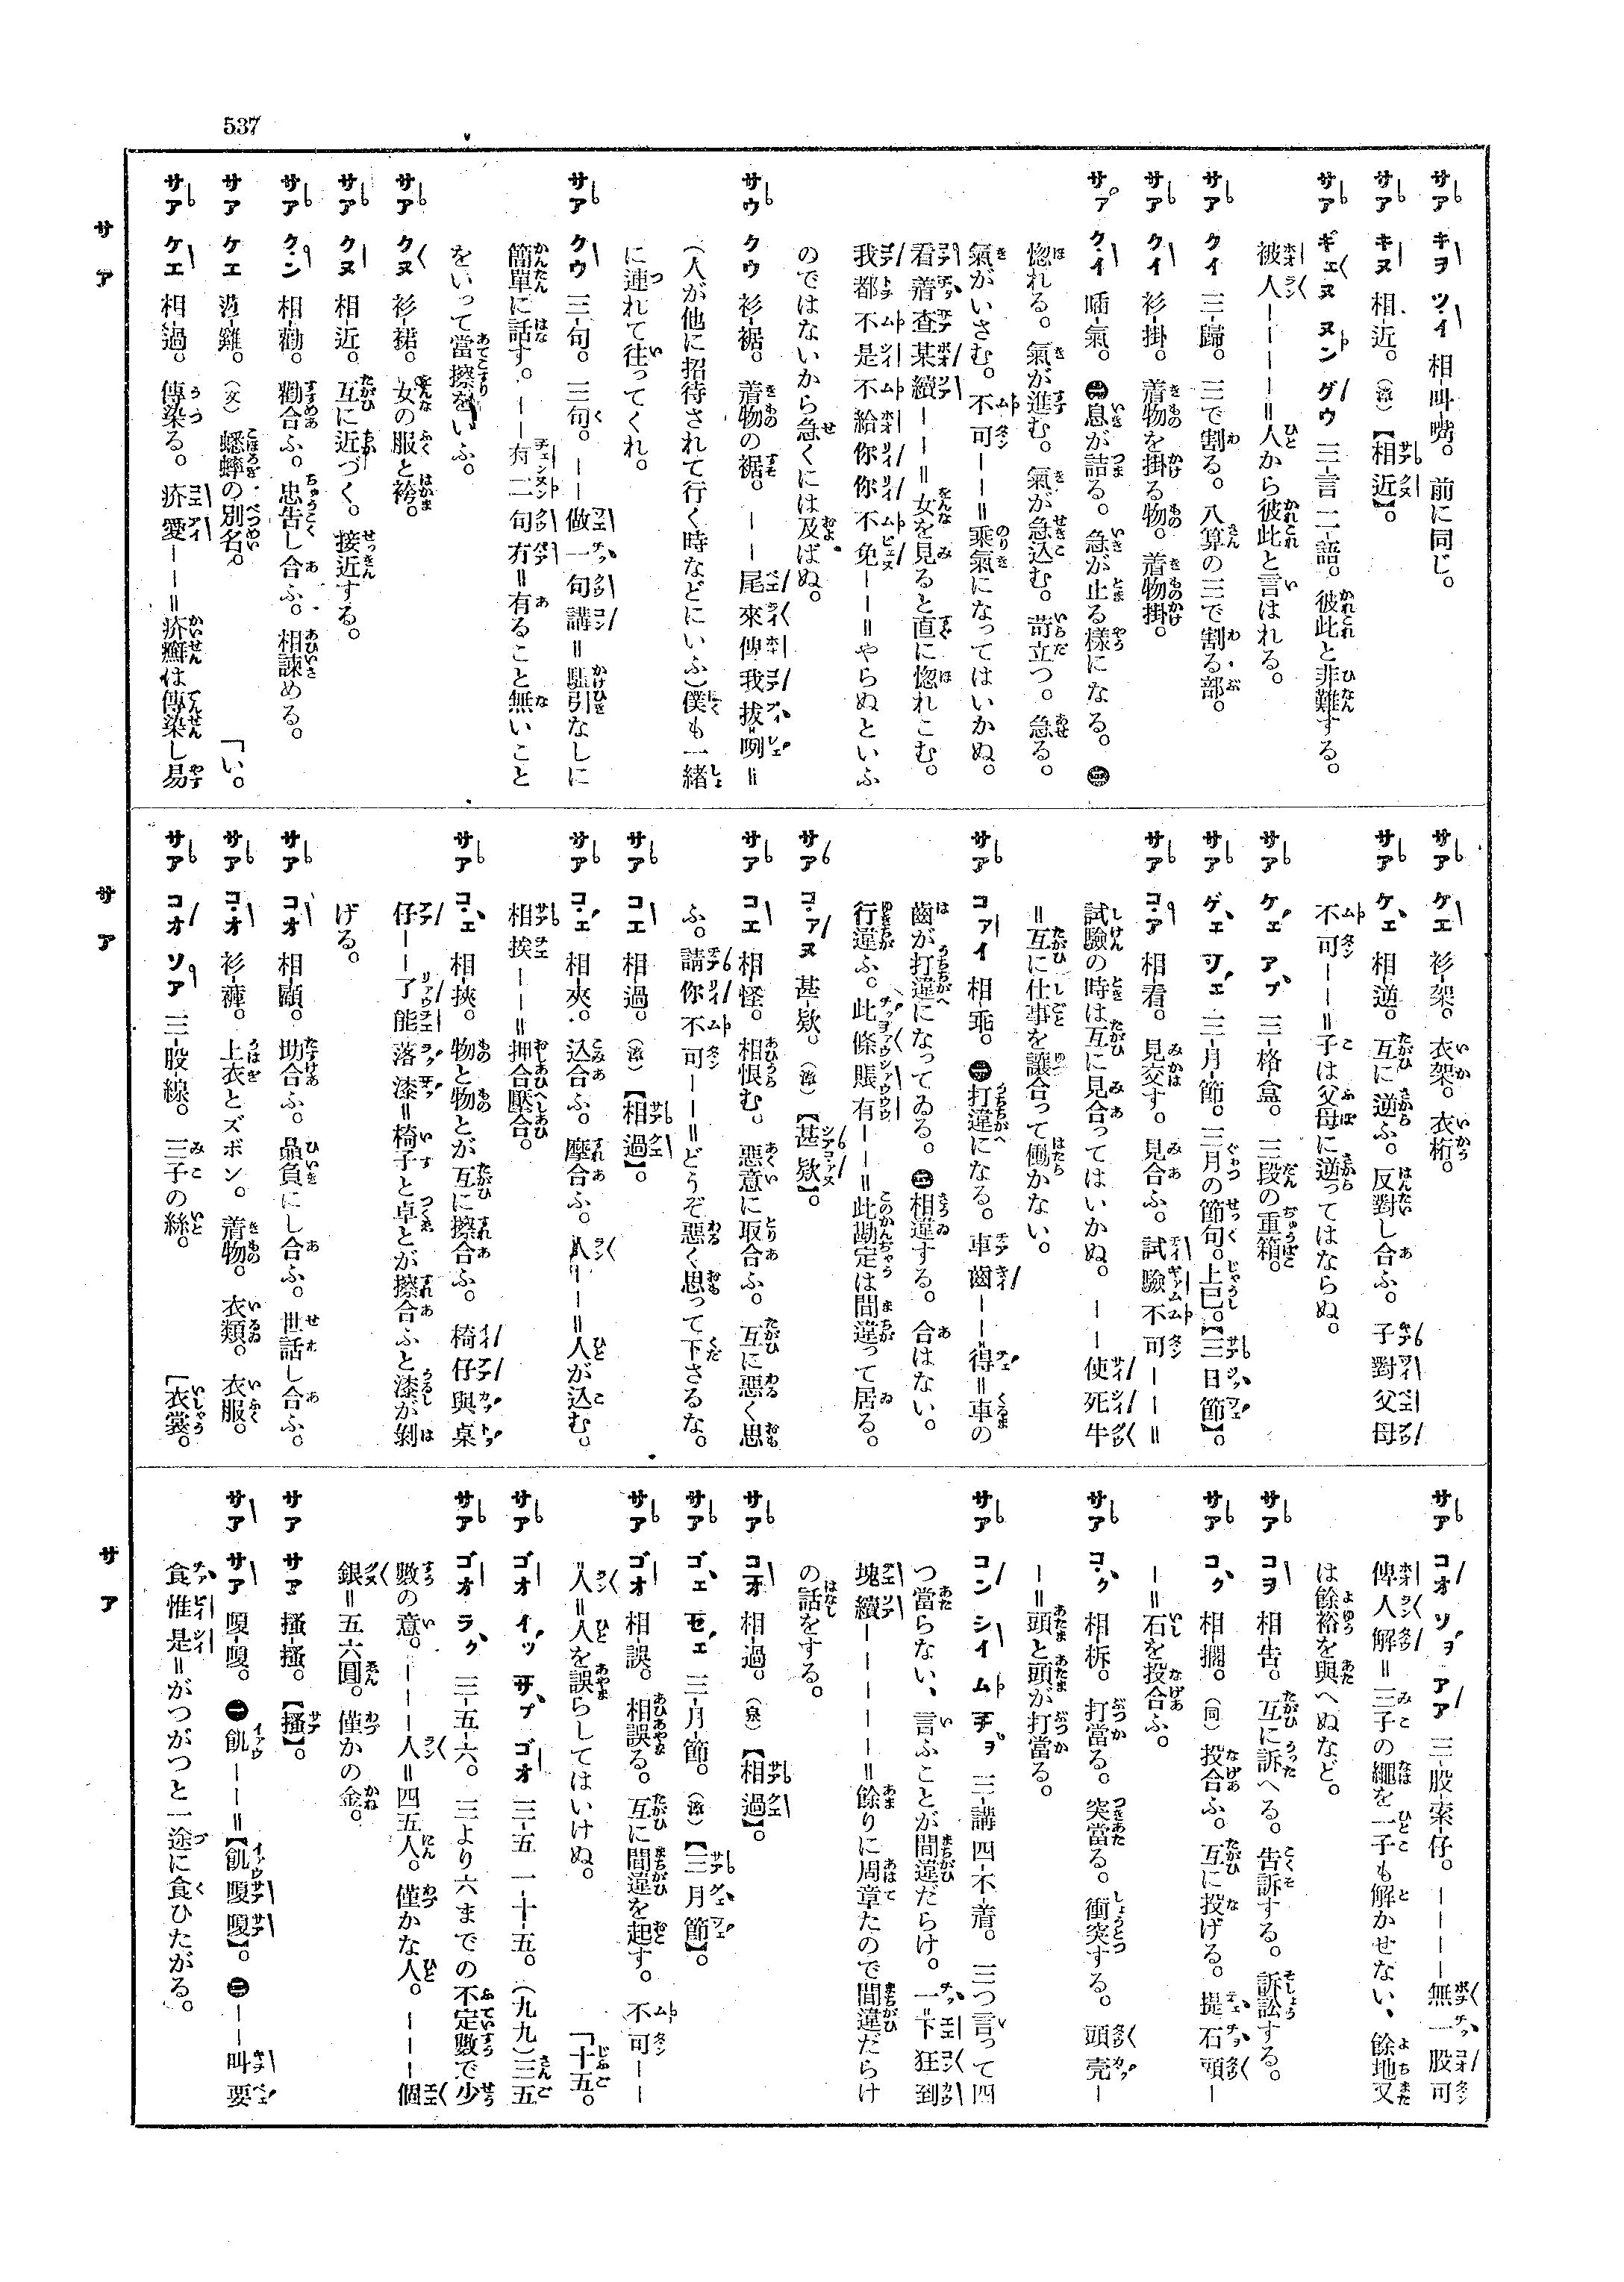 537
サア キヲ ツイ 相-叫-嘴。前に同じ。
サア キヌ 相-近。(漳)【相近】。
サア ギエヌ ヌン グウ 三-言 二-語。彼此と非難する。
被人ーーーー＝人から彼此と言はれる。
サア クイ 三-歸。三で割る。八算の三で割る部。
サア クイ 衫-掛。着物を掛る物。着物掛。
サア クイ 㖔-氣。㊀息が詰る。急が止る樣になる。㊁
惚れる。氣が進む。氣が急込む。苛立つ。急る。
氣がいさむ。不可ーー＝乘氣になってはいかぬ。
看着查某續ーー＝女を見ると直に惚れこむ。
我都不是不給你你不免ーー＝やらぬといふ
のではないから急くには及ばぬ。
サウ クウ 衫-裾。着物の裾。ーー尾來俾我拔咧＝
(人が他に招待されて行く時などにいふ)僕も一緒
に連れて往ってくれ。
サア クウ 三-句。三句。ーー做一句講＝駈引なしに
簡單に話す。ーー有二句冇＝有ること無いこと
をいって當擦をいふ。
サア クヌ 衫-裙。女の服と袴。
サア クヌ 相-近。互に近づく。接近する。
サア クン 相-勸。勸合ふ。忠告し合ふ。相諫める。
サア ケエ 沙-雞。(文)蟋蟀の別名。「い。
サア ケエ 相-過。傳染る。疥愛ーー＝疥癬は傳染し易
サア ケエ 衫-架。衣架。衣桁。
サア ケェ 相-逆。互に逆ふ。反對し合ふ。子對父母
不可ーー＝子は父母に逆ってはならぬ。
サア ケェ アプ 三-格-盒。三段の重箱。
サア ゲェ ツェ 三-月-節。三月の節句。上巳。【三日節】。
サア コア 相-看。見交す。見合ふ。試驗不可ーー＝
試驗の時は互に見合ってはいかぬ。ーー使死牛
＝互に仕事を讓合って働かない。
サア コァイ 相-乖。㊀打違になる。車齒ーー得＝車の
齒が打違になってゐる。㊁相違する。合はない。
行違ふ。此條賬有ーー＝此勘定は間違って居る。
サア コァヌ 甚-欵。(漳)【甚欵】。
サア コエ 相-怪。相恨む。惡意に取合ふ。互に惡く思
ふ。請你不可ーー＝どうぞ惡く思って下さるな。
サア コエ 相-過。(漳)【相過】。
サア コェ 相-夾。込合ふ。摩合ふ。人ーー＝人が込む。
相挨ーー＝押合壓合。
サア コェ 相-挾。物と物とが互に擦合ふ。椅仔與桌
仔ーー了能落漆＝椅子と卓とが擦合ふと漆が剝
げる。
サア コオ 相-顧。助合ふ。贔負にし合ふ。世話し合ふ。
サア コオ 衫-褲。上衣とズボン。着物。衣類。衣服。
サア コオ ソア 三-股-線。三子の絲。「衣裳。
サア コオ ソヲ アア 三-股-索-仔。ーーーー無一股可
俾人解＝三子の繩を一子も解かせない、餘地又
は餘裕を與へぬなど。
サア コヲ 相-告。互に訴へる。告訴する。訴訟する。
サア コク 相-擱。(同)投合ふ。互に投げる。提石頭ー
ー＝石を投合ふ。
サア コク 相-㭊。打當る。突當る。衝突する。頭壳ー
ー＝頭と頭が打當る。
サア コン シイ ム チヲ 三-講 四-不-着。三つ言って四
つ當らない、言ふことが間違だらけ。一下狂到
塊續ーーーーー＝餘りに周章たので間違だらけ
の話をする。
サア コオ 相-過。(泉)【相過】。
サア ゴェ セェ 三-月-節。(漳)【三月節】。
サア ゴオ 相-誤。相誤る。互に間違を起す。不可ーー
人＝人を誤らしてはいけぬ。「十五。
サア ゴオ イッ サプ ゴオ 三-五 一-十-五。(九九)三五
サア ゴオ ラク 三-五-六。三より六までの不定數で少
數の意。ーーー人＝四五人。僅かな人。ーーー個
銀＝五六圓。僅かの金。
サア サア 搔-搔。【搔】。
サア サア 嗄-嗄。㊀飢ーー＝【飢嗄嗄】。㊁ーー叫要
食惟是＝がつがつと一途に食ひたがる。
サ ア
サ ア
サ ア